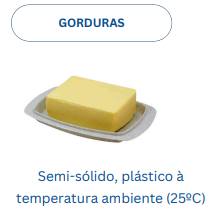 GORDURAS
Semi-sólido, plástico à
temperatura ambiente (25ºC)